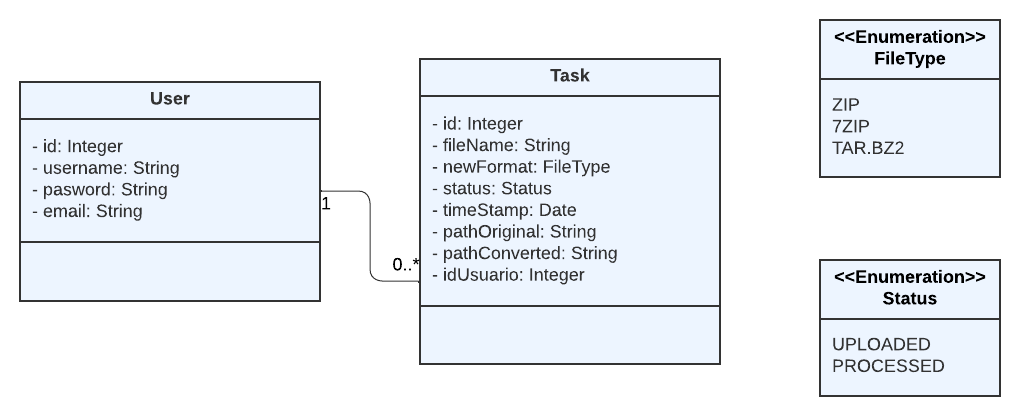 User
- id: Integer
- username: String
- pasword: String
- email: String
1
0..*
Task
- id: Integer
- fileName: String
- newFormat: FileType
- status: Status
- timeStamp: Date
- pathOriginal: String
- pathConverted: String
- idUsuario: Integer
<<Enumeration>>
FileType
ZIP
7ZIP
TAR.BZ2
<<Enumeration>>
Status
UPLOADED
PROCESSED